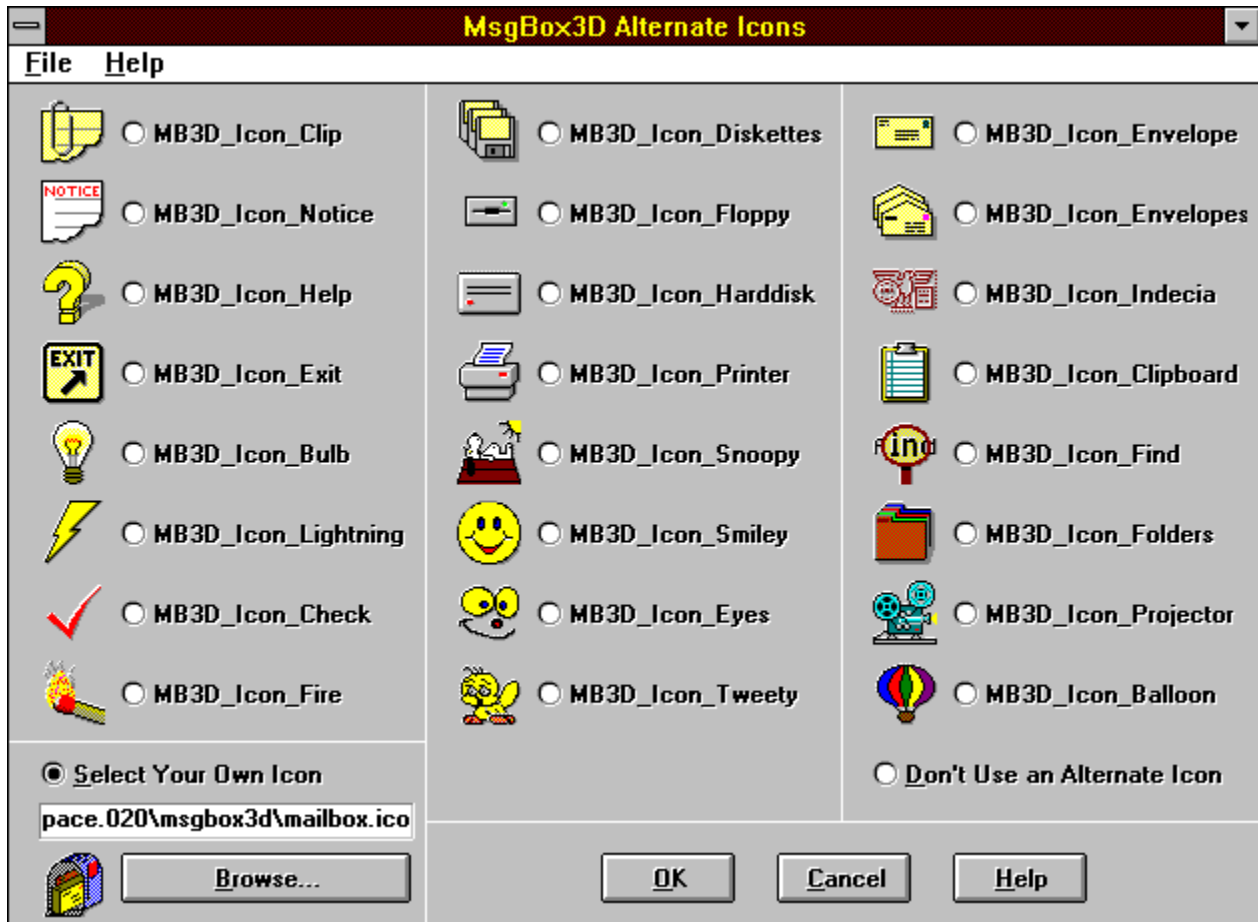 MsgBox3D Alternate Icons
File Help
MB3D_Icon_Clip
NOTICE
MB3D_Icon_Notice
MB3D_Icon_Help
EXIT
MB3D_Icon_Exit
MB3D_Icon_Bulb
MB3D_Icon_Lightning
MB3D_Icon_Check
MB3D_Icon_Fire
Select Your Own Icon
pace.020\msgbox3d\mailbox.ico
Browse...
MB3D_Icon_Diskettes
MB3D_Icon_Floppy
MB3D_Icon_Harddisk
MB3D_Icon_Printer
MB3D_Icon_Snoopy
MB3D_Icon_Smiley
MB3D_Icon_Eyes
MB3D_Icon_Tweety
MB3D_Icon_Envelope
MB3D_Icon_Envelopes
MB3D_Icon_Indecia
MB3D_Icon_Clipboard
MB3D_Icon_Find
MB3D_Icon_Folders
MB3D_Icon_Projector
MB3D_Icon_Balloon
Don't Use an Alternate Icon
OK Cancel Help